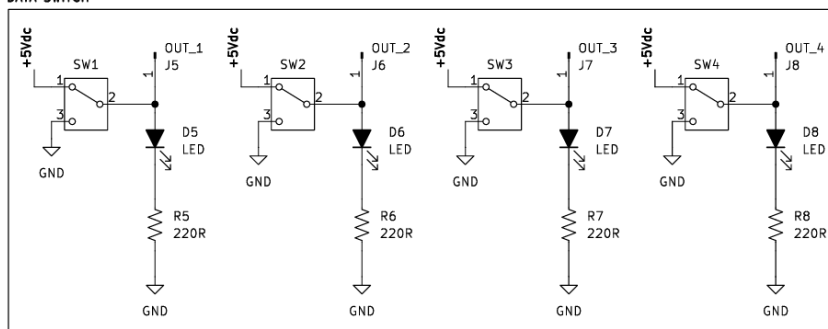 DATA SWITCH
+5Vdc
SW1
1
2
3
1
OUT_1
J5
D5
LED
GND
R5
220R
GND
+5Vdc
SW2
1
2
3
1
OUT_2
J6
D6
LED
GND
R6
220R
GND
+5Vdc
SW3
1
2
3
1
OUT_3
J7
D7
LED
GND
R7
220R
GND
+5Vdc
SW4
1
2
3
1
OUT_4
J8
D8
LED
GND
R8
220R
GND